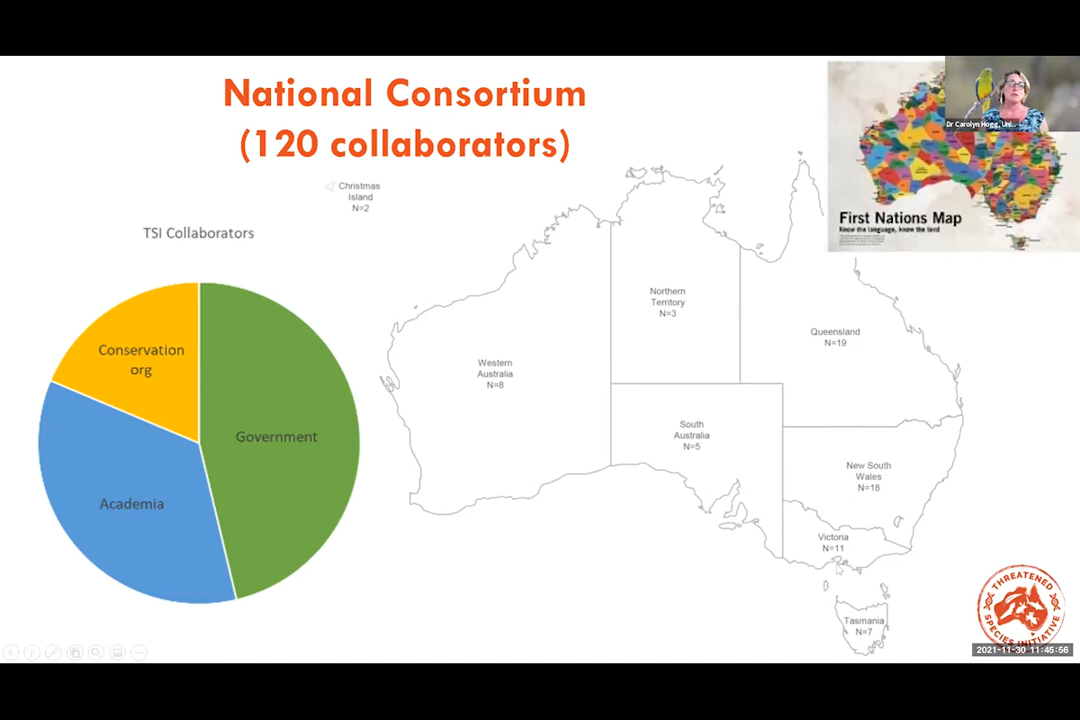 National Consortium
(120 collaborators)
Christmas
Island
N=2
TSI Collaborators
Conservation
org
Government
Academia
Northern
Territory
N=3
Queensland
N=19
Western
Australia
N=8
South
Australia
N=5
New South
Wales
N=18
Victoria
N=11
Tasmania
N=7
Dr Carolyn Hogg, Uni...
First Nations Map
Know the language, know the land
THREATENED
SPECIES INITIATIVE
2021-11-30 11:45:56